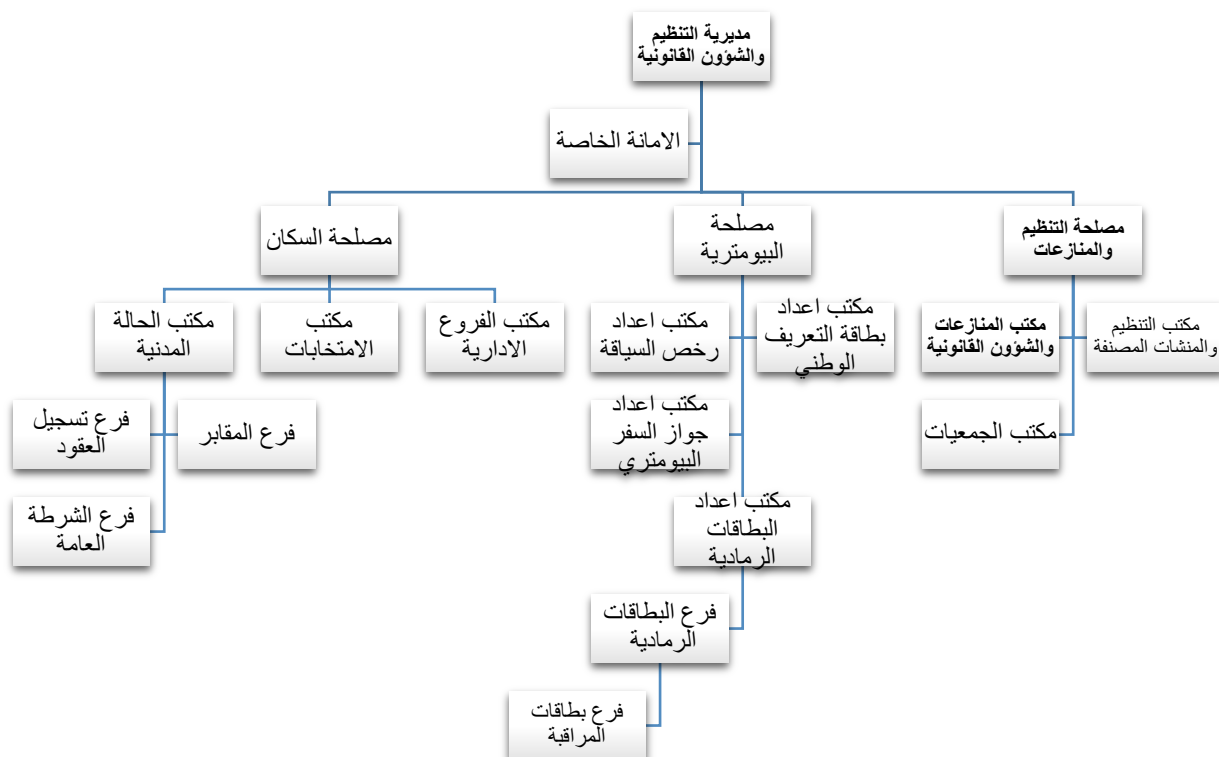 مديرية التنظيم
والشؤون القانونية
الامانة الخاصة
مصلحة التنظيم
والمنازعات
مصلحة
البيومترية
مصلحة السكان
مكتب التنظيم
والمنشات المصنفة
مكتب المنازعات
والشؤون القانونية
مكتب الجمعيات
مكتب اعداد
بطاقة التعريف
الوطني
مكتب اعداد
رخص السياقة
مكتب اعداد
جواز السفر
البيومتري
مكتب اعداد
البطاقات
الرمادية
فرع البطاقات
الرمادية
فرع بطاقات
المراقبة
مكتب الفروع
الادارية
مكتب
الامتخابات
مكتب الحالة
المدنية
فرع المقابر
فرع تسجيل
العقود
فرع الشرطة
العامة